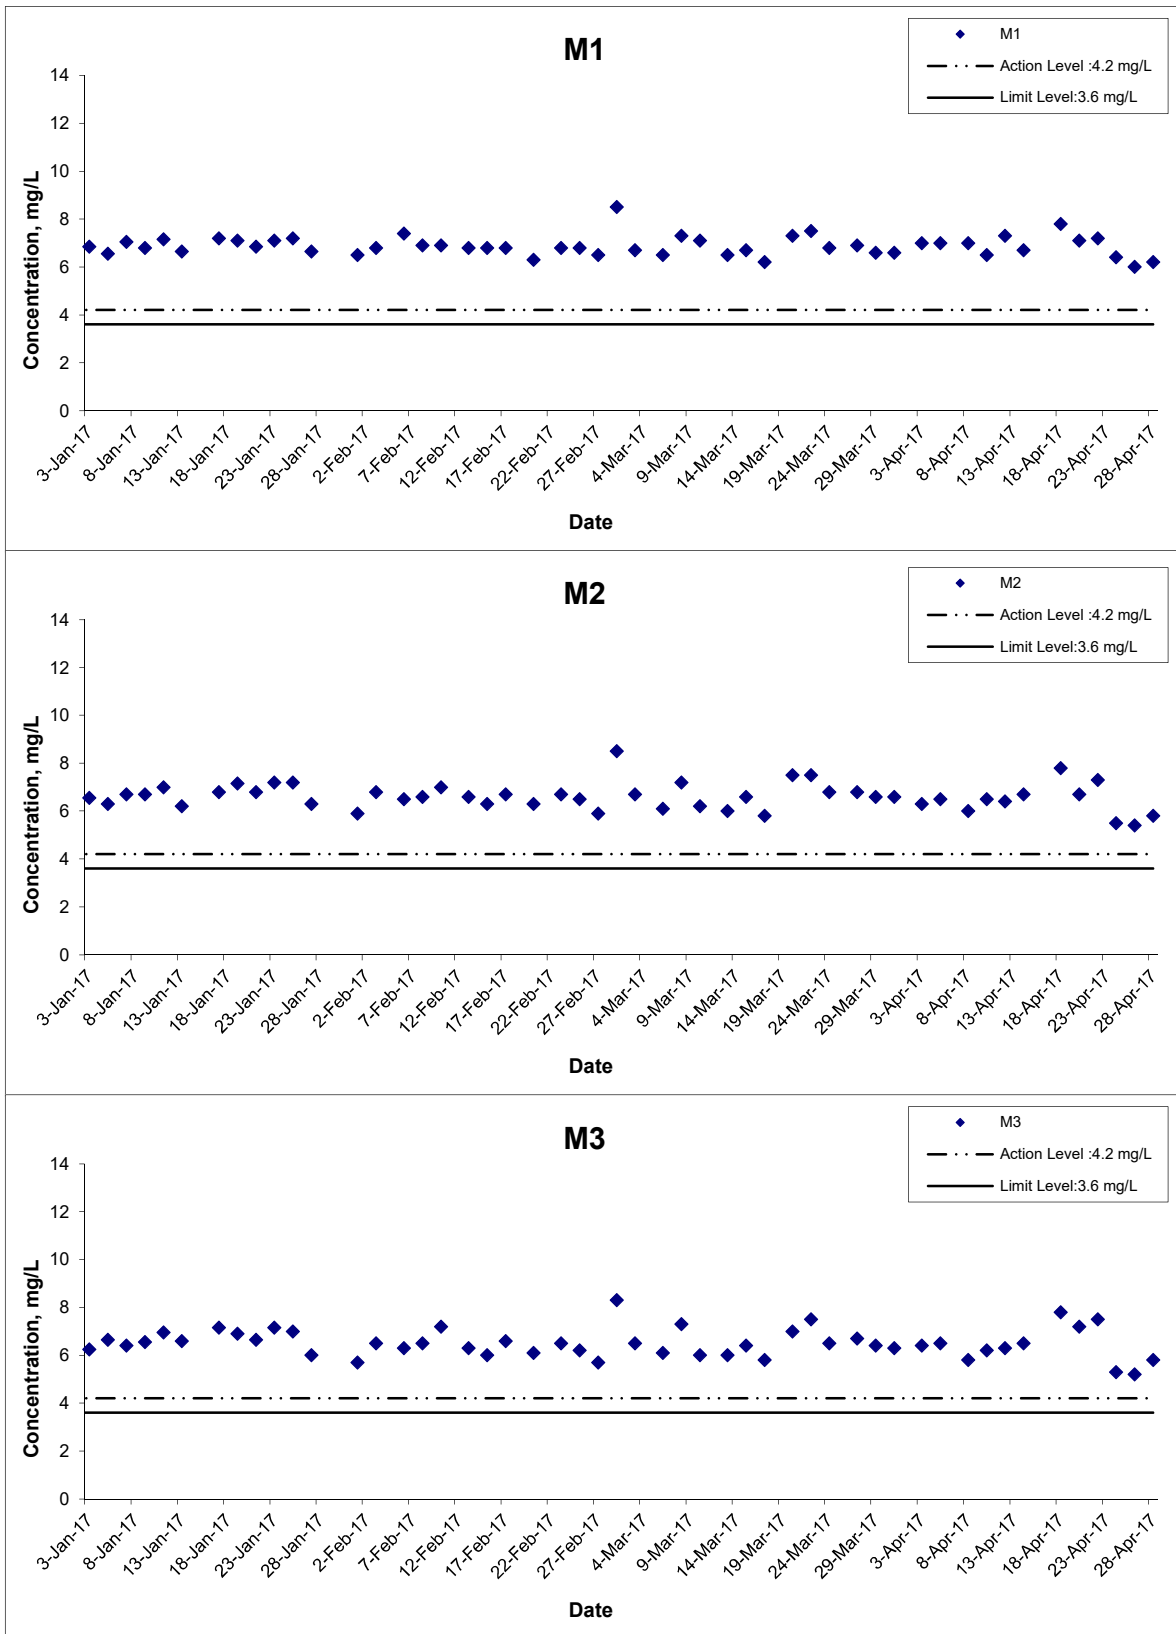 M1
M1
Action Level :4.2 mg/L
Limit Level:3.6 mg/L
Concentration, mg/L
14
12
10
8
6
4
2
0
3-Jan-17
8-Jan-17
13-Jan-17
18-Jan-17
23-Jan-17
28-Jan-17
2-Feb-17
7-Feb-17
12-Feb-17
17-Feb-17
22-Feb-17
27-Feb-17
4-Mar-17
9-Mar-17
14-Mar-17
19-Mar-17
24-Mar-17
29-Mar-17
3-Apr-17
8-Apr-17
13-Apr-17
18-Apr-17
23-Apr-17
28-Apr-17
Date
M2
M2
Action Level :4.2 mg/L
Limit Level:3.6 mg/L
Concentration, mg/L
14
12
10
8
6
4
2
0
3-Jan-17
8-Jan-17
13-Jan-17
18-Jan-17
23-Jan-17
28-Jan-17
2-Feb-17
7-Feb-17
12-Feb-17
17-Feb-17
22-Feb-17
27-Feb-17
4-Mar-17
9-Mar-17
14-Mar-17
19-Mar-17
24-Mar-17
29-Mar-17
3-Apr-17
8-Apr-17
13-Apr-17
18-Apr-17
23-Apr-17
28-Apr-17
Date
M3
M3
Action Level :4.2 mg/L
Limit Level:3.6 mg/L
Concentration, mg/L
14
12
10
8
6
4
2
0
3-Jan-17
8-Jan-17
13-Jan-17
18-Jan-17
23-Jan-17
28-Jan-17
2-Feb-17
7-Feb-17
12-Feb-17
17-Feb-17
22-Feb-17
27-Feb-17
4-Mar-17
9-Mar-17
14-Mar-17
19-Mar-17
24-Mar-17
29-Mar-17
3-Apr-17
8-Apr-17
13-Apr-17
18-Apr-17
23-Apr-17
28-Apr-17
Date